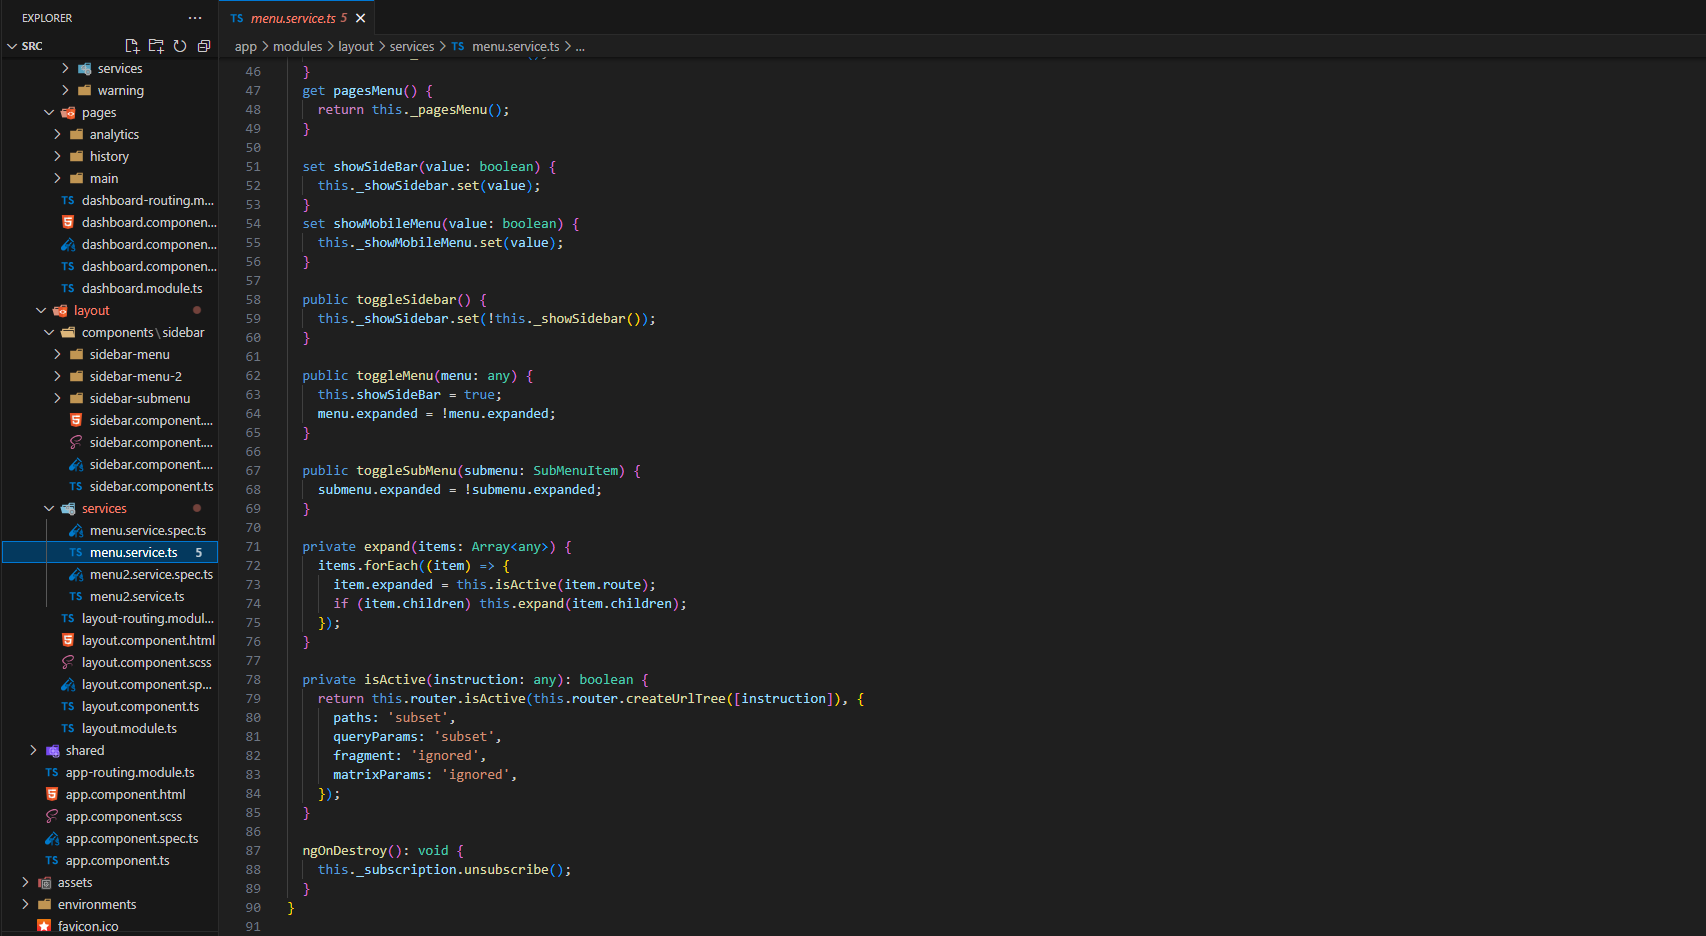 EXPLORER
SRC
services
warning
pages
analytics
history
main
dashboard-routing.m...
dashboard.componen...
dashboard.componen...
dashboard.componen...
dashboard.module.ts
layout
components\sidebar
sidebar-menu
sidebar-menu-2
sidebar-submenu
sidebar.component....
sidebar.component....
sidebar.component....
sidebar.component.ts
services
menu.service.spec.ts
menu.service.ts 5
menu2.service.spec.ts
menu2.service.ts
layout-routing.modul...
layout.component.html
layout.component.scss
layout.component.sp...
layout.component.ts
layout.module.ts
shared
app-routing.module.ts
app.component.html
app.component.scss
app.component.spec.ts
app.component.ts
assets
environments
favicon.ico
TS menu.service.ts 5
app > modules > layout > services > TS menu.service.ts > ...
46 }
47 get pagesMenu() {
48 return this._pagesMenu();
49 }
50
51 set showSideBar(value: boolean) {
52 this._showSidebar.set(value);
53 }
54 set showMobileMenu(value: boolean) {
55 this._showMobileMenu.set(value);
56 }
57
58 public toggleSidebar() {
59 this._showSidebar.set(!this._showSidebar());
60 }
61
62 public toggleMenu(menu: any) {
63 this.showSideBar = true;
64 menu.expanded = !menu.expanded;
65 }
66
67 public toggleSubMenu(submenu: SubMenuItem) {
68 submenu.expanded = !submenu.expanded;
69 }
70
71 private expand(items: Array<any>) {
72 items.forEach((item) => {
73 item.expanded = this.isActive(item.route);
74 if (item.children) this.expand(item.children);
75 });
76 }
77
78 private isActive(instruction: any): boolean {
79 return this.router.isActive(this.router.createUrlTree([instruction]), {
80 paths: 'subset',
81 queryParams: 'subset',
82 fragment: 'ignored',
83 matrixParams: 'ignored',
84 });
85 }
86
87 ngOnDestroy(): void {
88 this._subscription.unsubscribe();
89 }
90 }
91